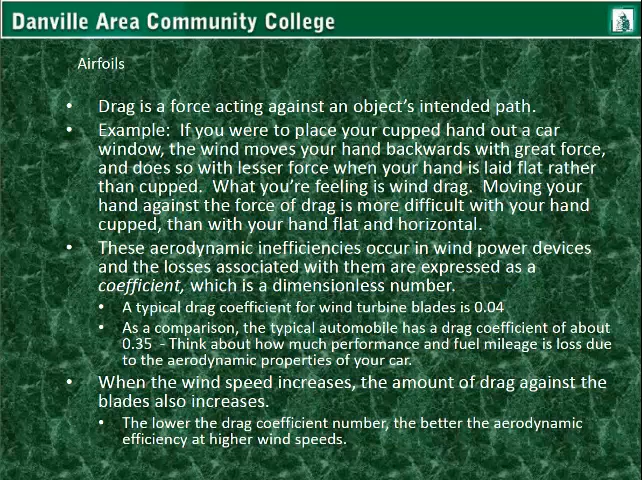 Danville Area Community College
Airfoils
• Drag is a force acting against an object's intended path.
• Example: If you were to place your cupped hand out a car
window, the wind moves your hand backwards with great force,
and does so with lesser force when your hand is laid flat rather
than cupped. What you're feeling is wind drag. Moving your
hand against the force of drag is more difficult with your hand
cupped, than with your hand flat and horizontal.
• These aerodynamic inefficiencies occur in wind power devices
and the losses associated with them are expressed as a
coefficient, which is a dimensionless number.
• A typical drag coefficient for wind turbine blades is 0.04
• As a comparison, the typical automobile has a drag coefficient of about
0.35 - Think about how much performance and fuel mileage is loss due
to the aerodynamic properties of your car.
• When the wind speed increases, the amount of drag against the
blades also increases.
• The lower the drag coefficient number, the better the aerodynamic
efficiency at higher wind speeds.